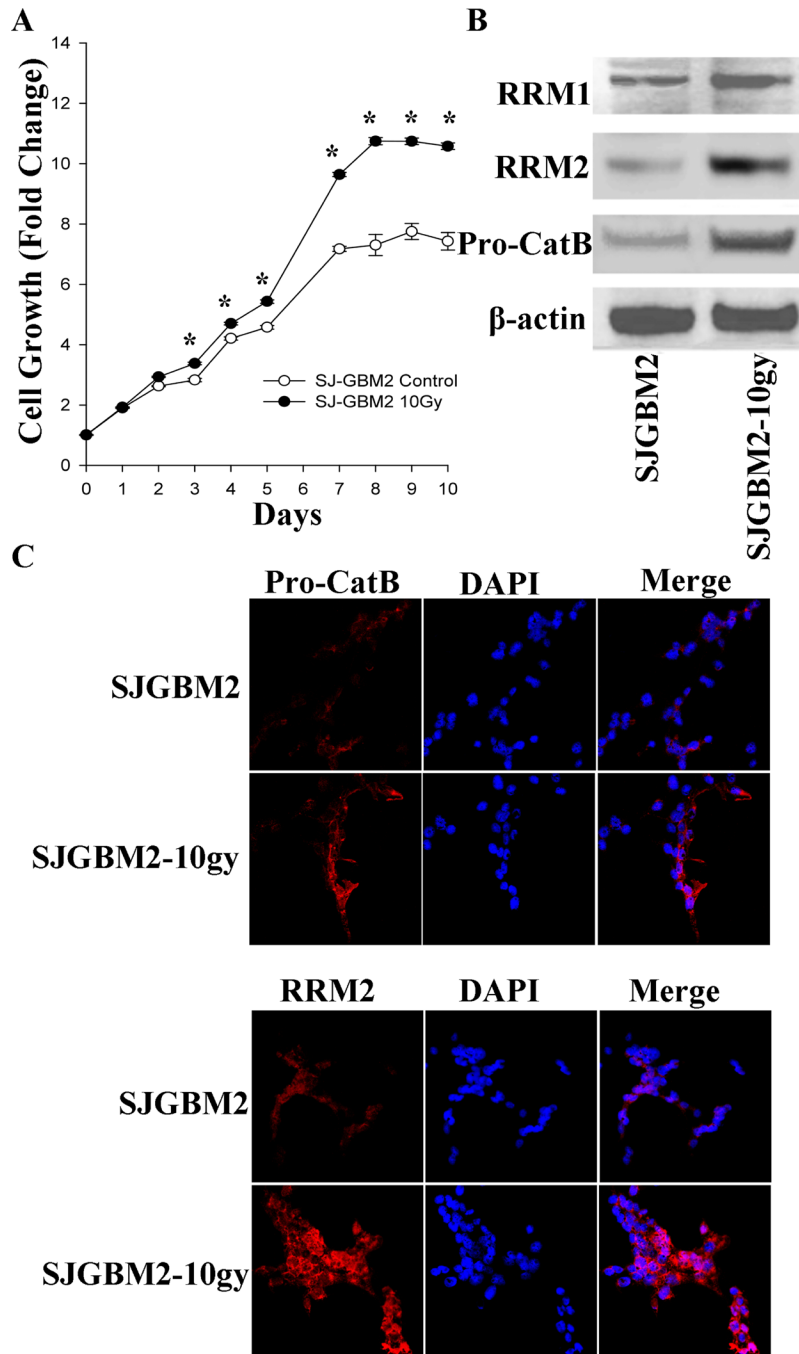 A
Cell Growth (Fold Change)
14
12
10
8
6
4
2
0
* * * * * * *
SJ-GBM2 Control
SJ-GBM2 10Gy
0 1 2 3 4 5 7 8 9 10
Days
B
RRM1
RRM2
Pro-CatB
β-actin
SJGBM2
SJGBM2-10gy
C
Pro-CatB DAPI Merge
SJGBM2
SJGBM2-10gy
RRM2 DAPI Merge
SJGBM2
SJGBM2-10gy